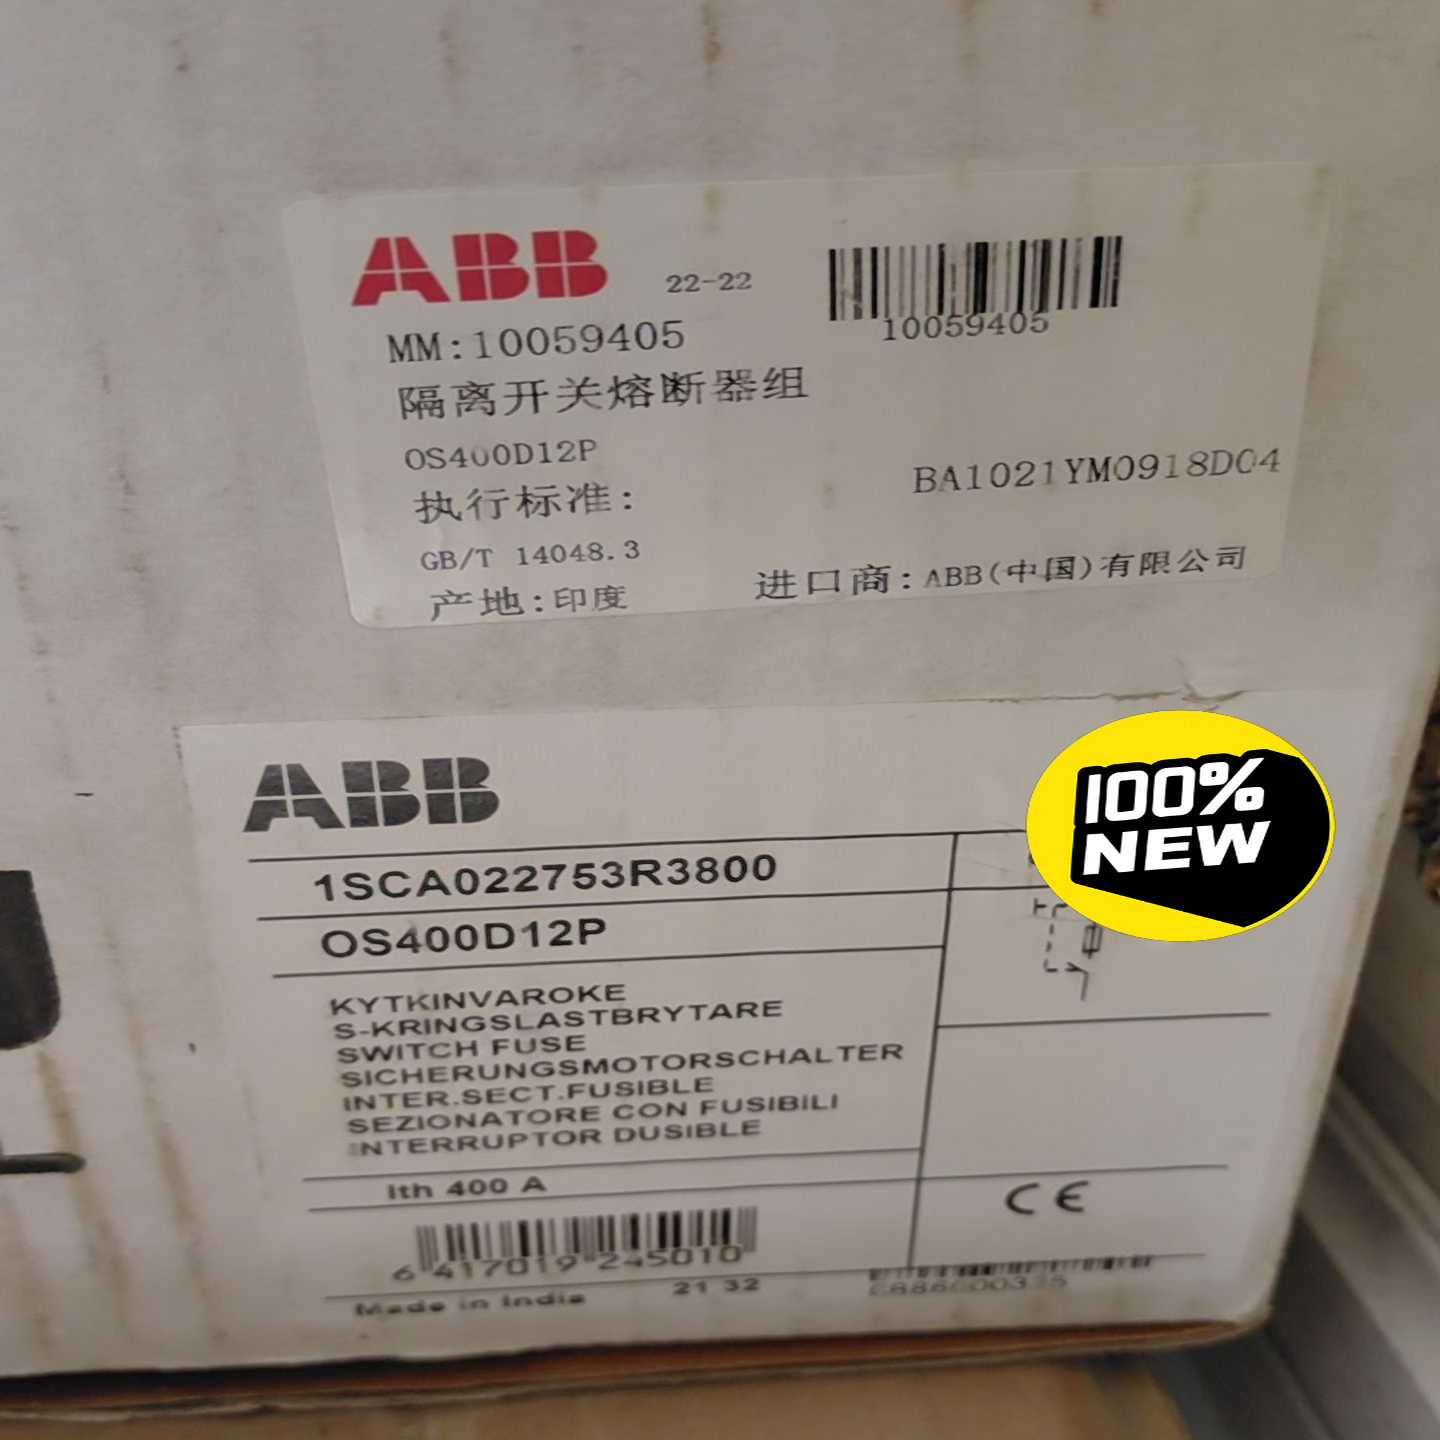 ABB
22-22
10059405
MM:10059405
隔离开关熔断器组
OS400D12P
BA1021YM0918D04
执行标准:
GB/T 14048.3
产地:印度
进口商:ABB(中国)有限公司
ABB
100%
NEW
1SCA022753R3800
OS400D12P
KYTKINVAROKE
S-KRINGSLASTBRYTARE
SWITCH FUSE
SICHERUNGSMOTORSCHALTER
INTER.SECT.FUSIBLE
SEZIONATORE CON FUSIBILI
INTERRUPTOR DUSIBLE
Ith 400 A
CE
6 417019 245010
Made in India
21 32